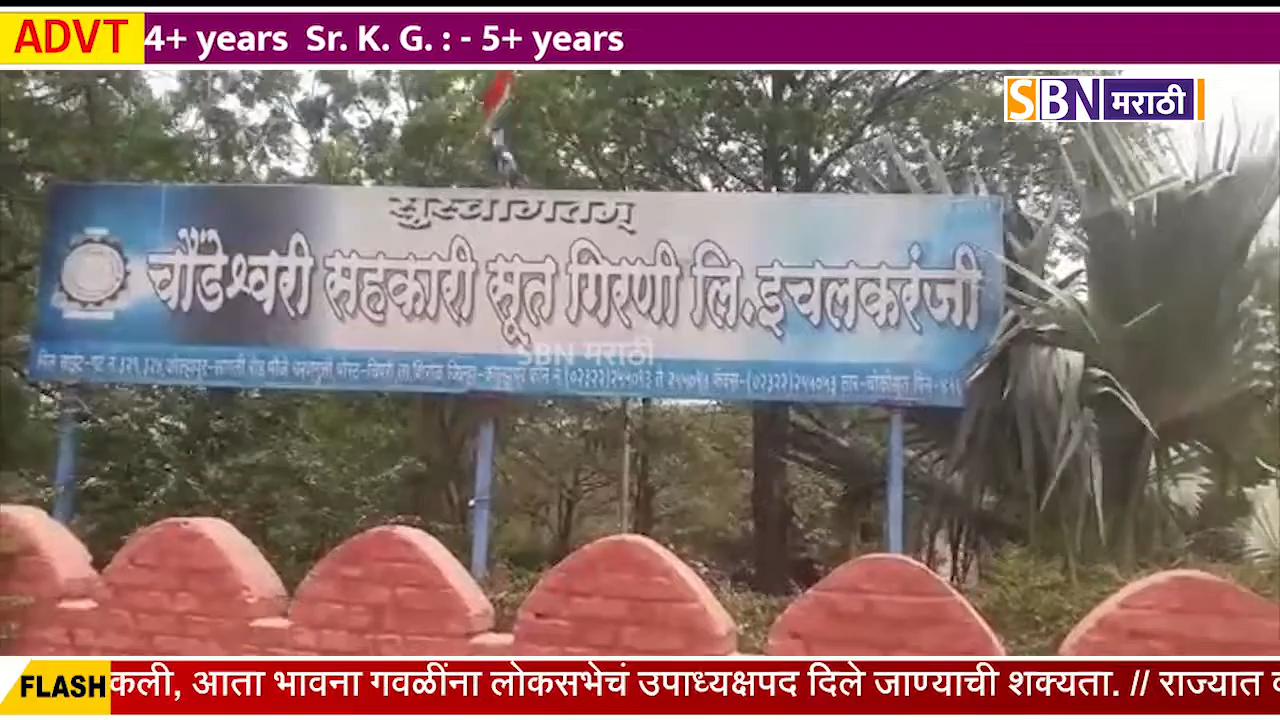 ADVT 4+ years Sr. K. G. : - 5+ years
SBN मराठी
सुस्वागतम्
चौंडेश्वरी सहकारी सूत गिरणी लि.इचलकरंजी
SBN मराठी
FLASH कली, आता भावना गवळींना लोकसभेचं उपाध्यक्षपद दिले जाण्याची शक्यता. // राज्यात